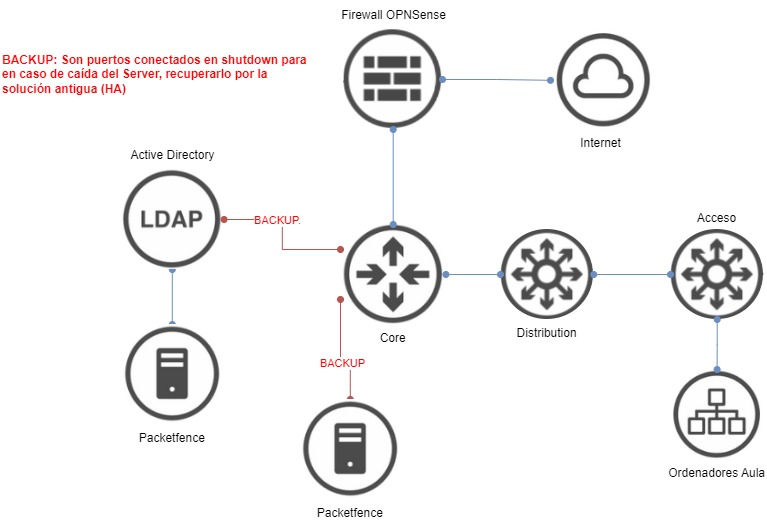 Firewall OPNSense
BACKUP: Son puertos conectados en shutdown para
en caso de caída del Server, recuperarlo por la
solución antigua (HA)
Internet
Active Directory
LDAP
BACKUP.
Acceso
Core
Distribution
BACKUP
Packetfence
Ordenadores Aula
Packetfence